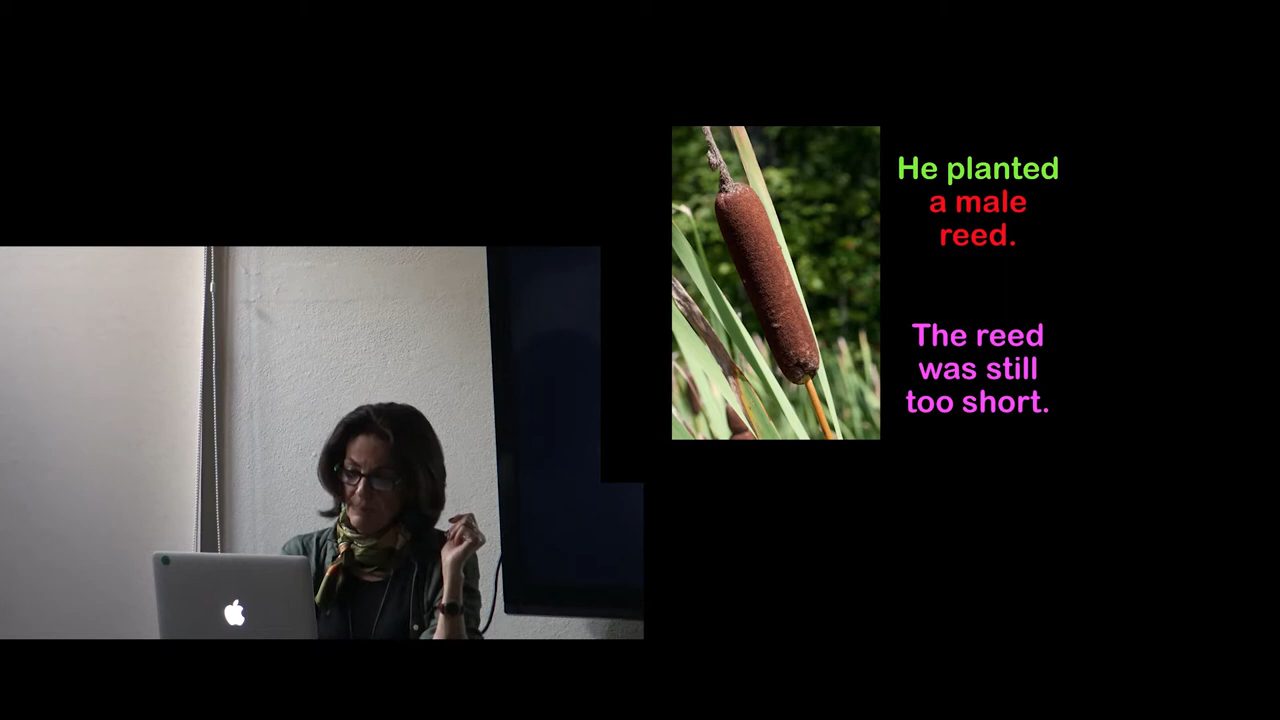 He planted
a male
reed.
The reed
was still
too short.